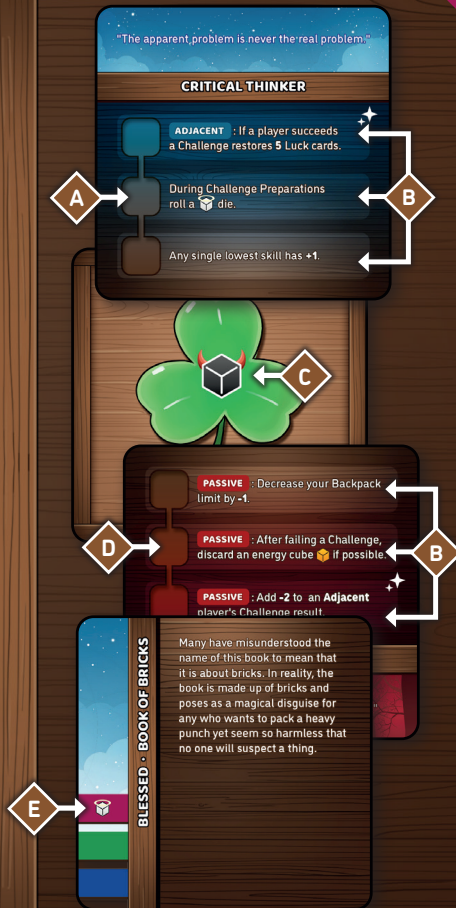 "The apparent problem is never the real problem."
CRITICAL THINKER
ADJACENT : If a player succeeds
a Challenge restores 5 Luck cards.
A
During Challenge Preparations
roll a die.
B
Any single lowest skill has +1.
C
PASSIVE : Decrease your Backpack
limit by -1.
D
PASSIVE : After failing a Challenge,
discard an energy cube if possible.
B
PASSIVE : Add -2 to an Adjacent
player's Challenge result.
BLESSED · BOOK OF BRICKS
Many have misunderstood the
name of this book to mean that
it is about bricks. In reality, the
book is made up of bricks and
poses as a magical disguise for
any who wants to pack a heavy
punch yet seem so harmless that
no one will suspect a thing.
E